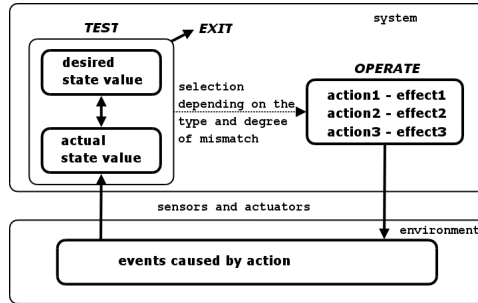 system
TEST
EXIT
desired
state value
actual
state value
selection
depending on the
type and degree
of mismatch
OPERATE
action1 - effect1
action2 - effect2
action3 - effect3
sensors and actuators
environment
events caused by action